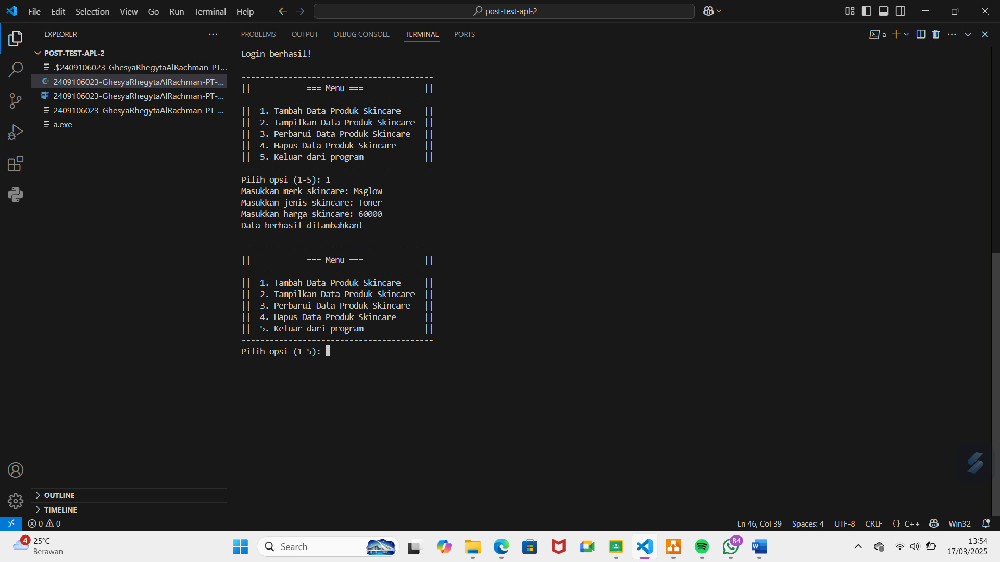 File Edit Selection View Go Run Terminal Help
post-test-apl-2
EXPLORER
POST-TEST-APL-2
.$2409106023-GhesyaRhegytaAlRachman-PT...
2409106023-GhesyaRhegytaAlRachman-PT-...
2409106023-GhesyaRhegytaAlRachman-PT-...
2409106023-GhesyaRhegytaAlRachman-PT-...
a.exe
OUTLINE
TIMELINE
PROBLEMS OUTPUT DEBUG CONSOLE TERMINAL PORTS
a
Login berhasil!
-----------------------------------------
||            === Menu ===             ||
-----------------------------------------
||  1. Tambah Data Produk Skincare     ||
||  2. Tampilkan Data Produk Skincare  ||
||  3. Perbarui Data Produk Skincare   ||
||  4. Hapus Data Produk Skincare      ||
||  5. Keluar dari program             ||
-----------------------------------------
Pilih opsi (1-5): 1
Masukkan merk skincare: Msglow
Masukkan jenis skincare: Toner
Masukkan harga skincare: 60000
Data berhasil ditambahkan!
-----------------------------------------
||            === Menu ===             ||
-----------------------------------------
||  1. Tambah Data Produk Skincare     ||
||  2. Tampilkan Data Produk Skincare  ||
||  3. Perbarui Data Produk Skincare   ||
||  4. Hapus Data Produk Skincare      ||
||  5. Keluar dari program             ||
-----------------------------------------
Pilih opsi (1-5):
0 0
Ln 46, Col 39 Spaces: 4 UTF-8 CRLF {} C++ Win32
4
25°C
Berawan
Search
84
13:54
17/03/2025